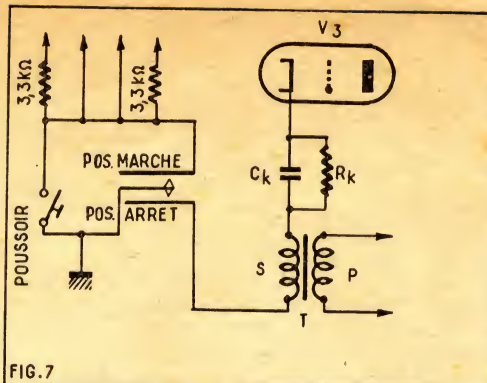 V3
3,3kΩ
3,3kΩ
POS. MARCHE
POS. ARRET
POUSSOIR
Ck
Rk
S
P
T
FIG.7